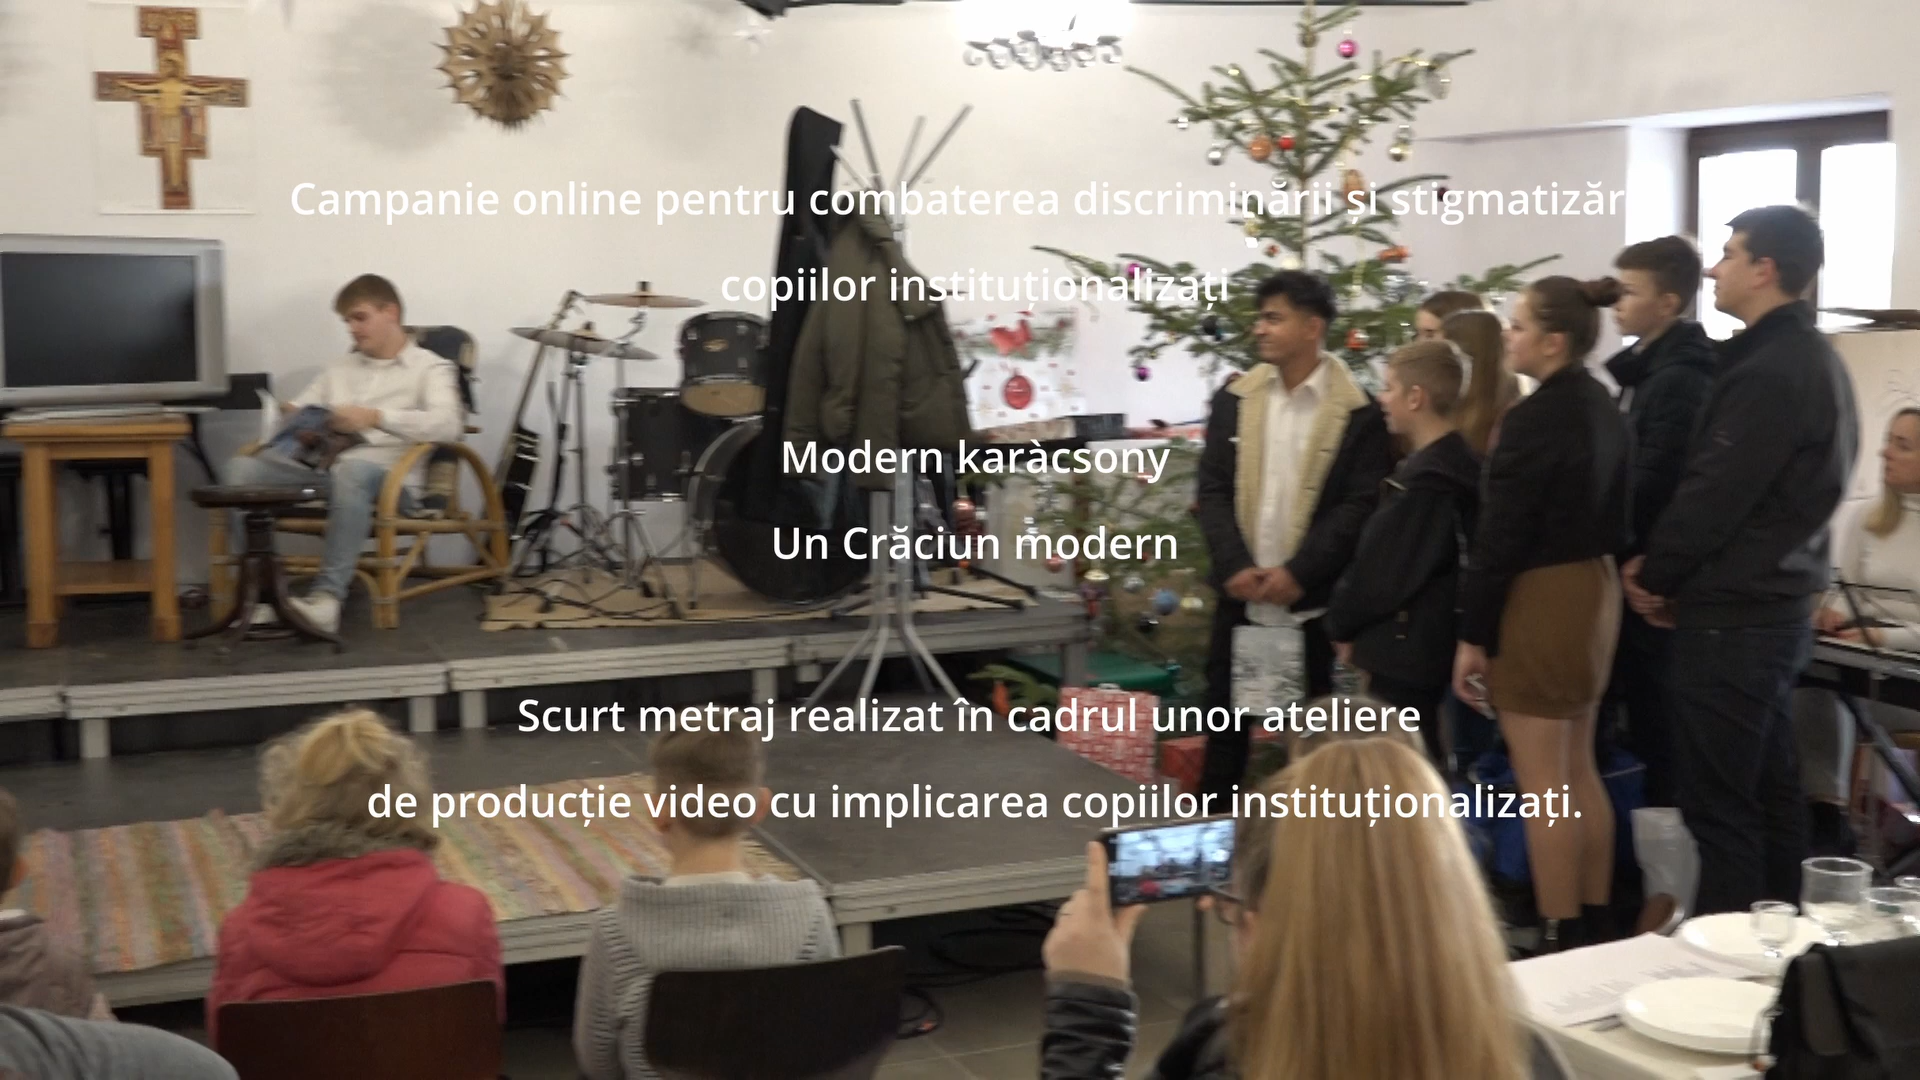 Campanie online pentru combaterea discriminării și stigmatizăr
copiilor instituționalizați
Modern karàcsony
Un Crăciun modern
Scurt metraj realizat în cadrul unor ateliere
de producție video cu implicarea copiilor instituționalizați.